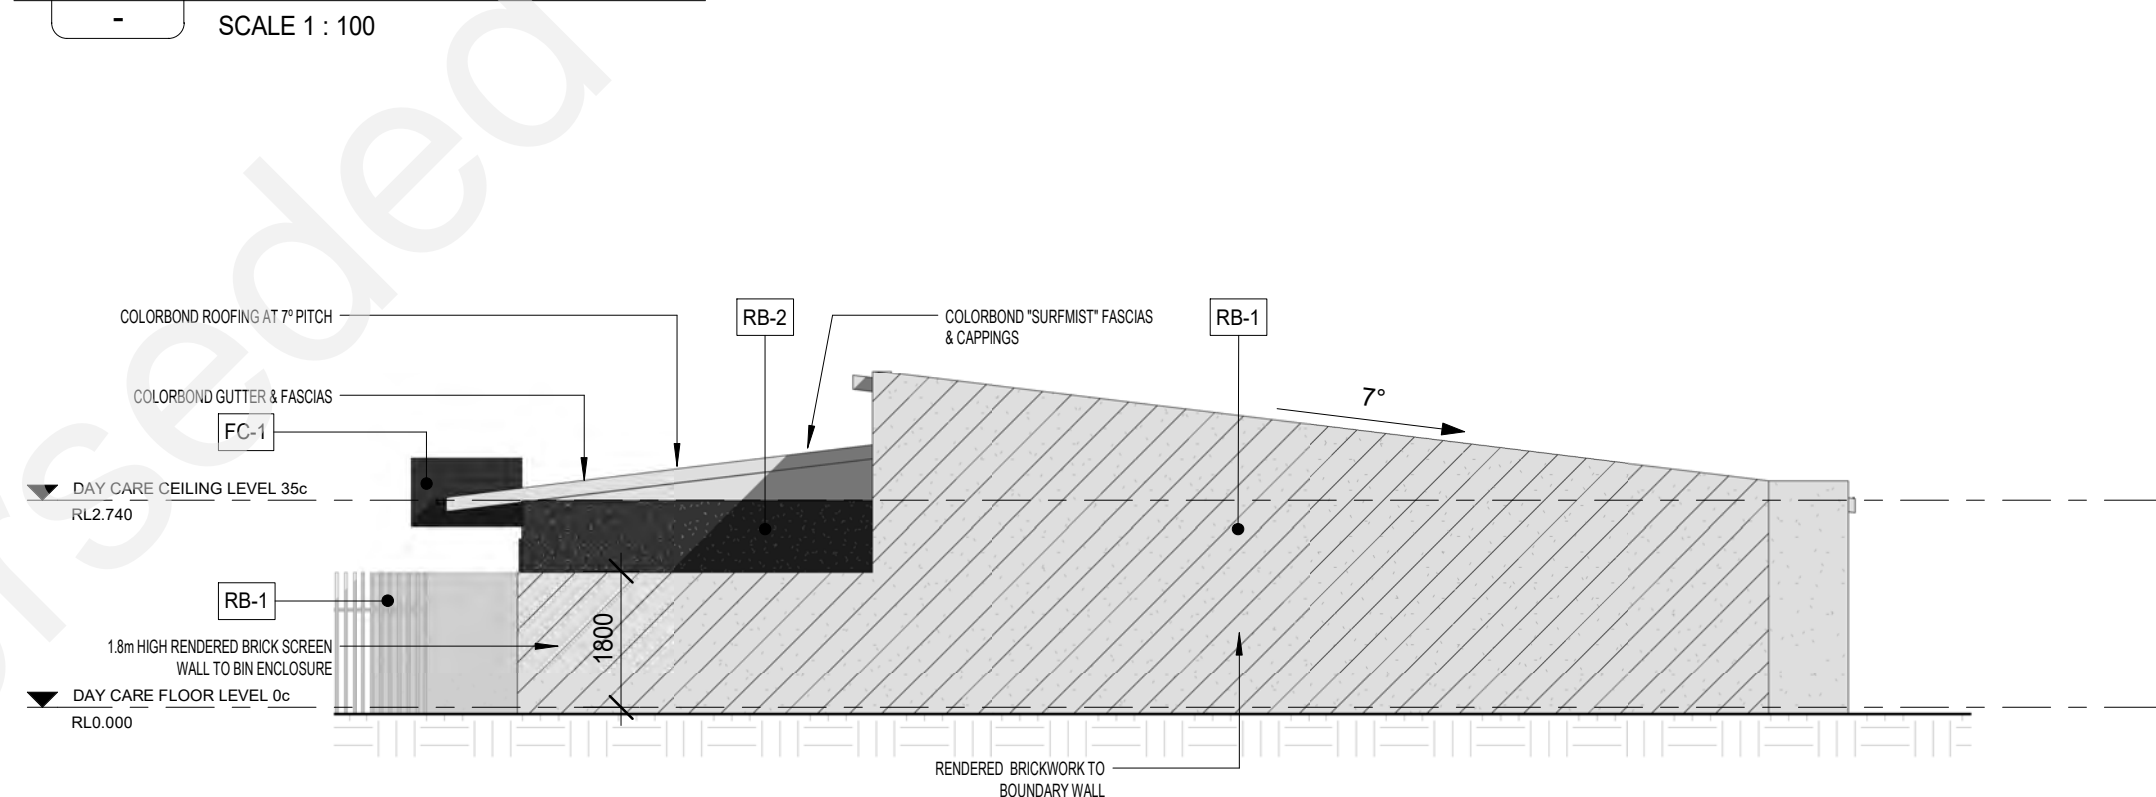 -
SCALE 1 : 100
COLORBOND ROOFING AT 7º PITCH
RB-2
COLORBOND "SURFMIST" FASCIAS
& CAPPINGS
RB-1
COLORBOND GUTTER & FASCIAS
7°
FC-1
DAY CARE CEILING LEVEL 35c
RL2.740
RB-1
1800
1.8m HIGH RENDERED BRICK SCREEN
WALL TO BIN ENCLOSURE
DAY CARE FLOOR LEVEL 0c
RL0.000
RENDERED BRICKWORK TO
BOUNDARY WALL
erseded